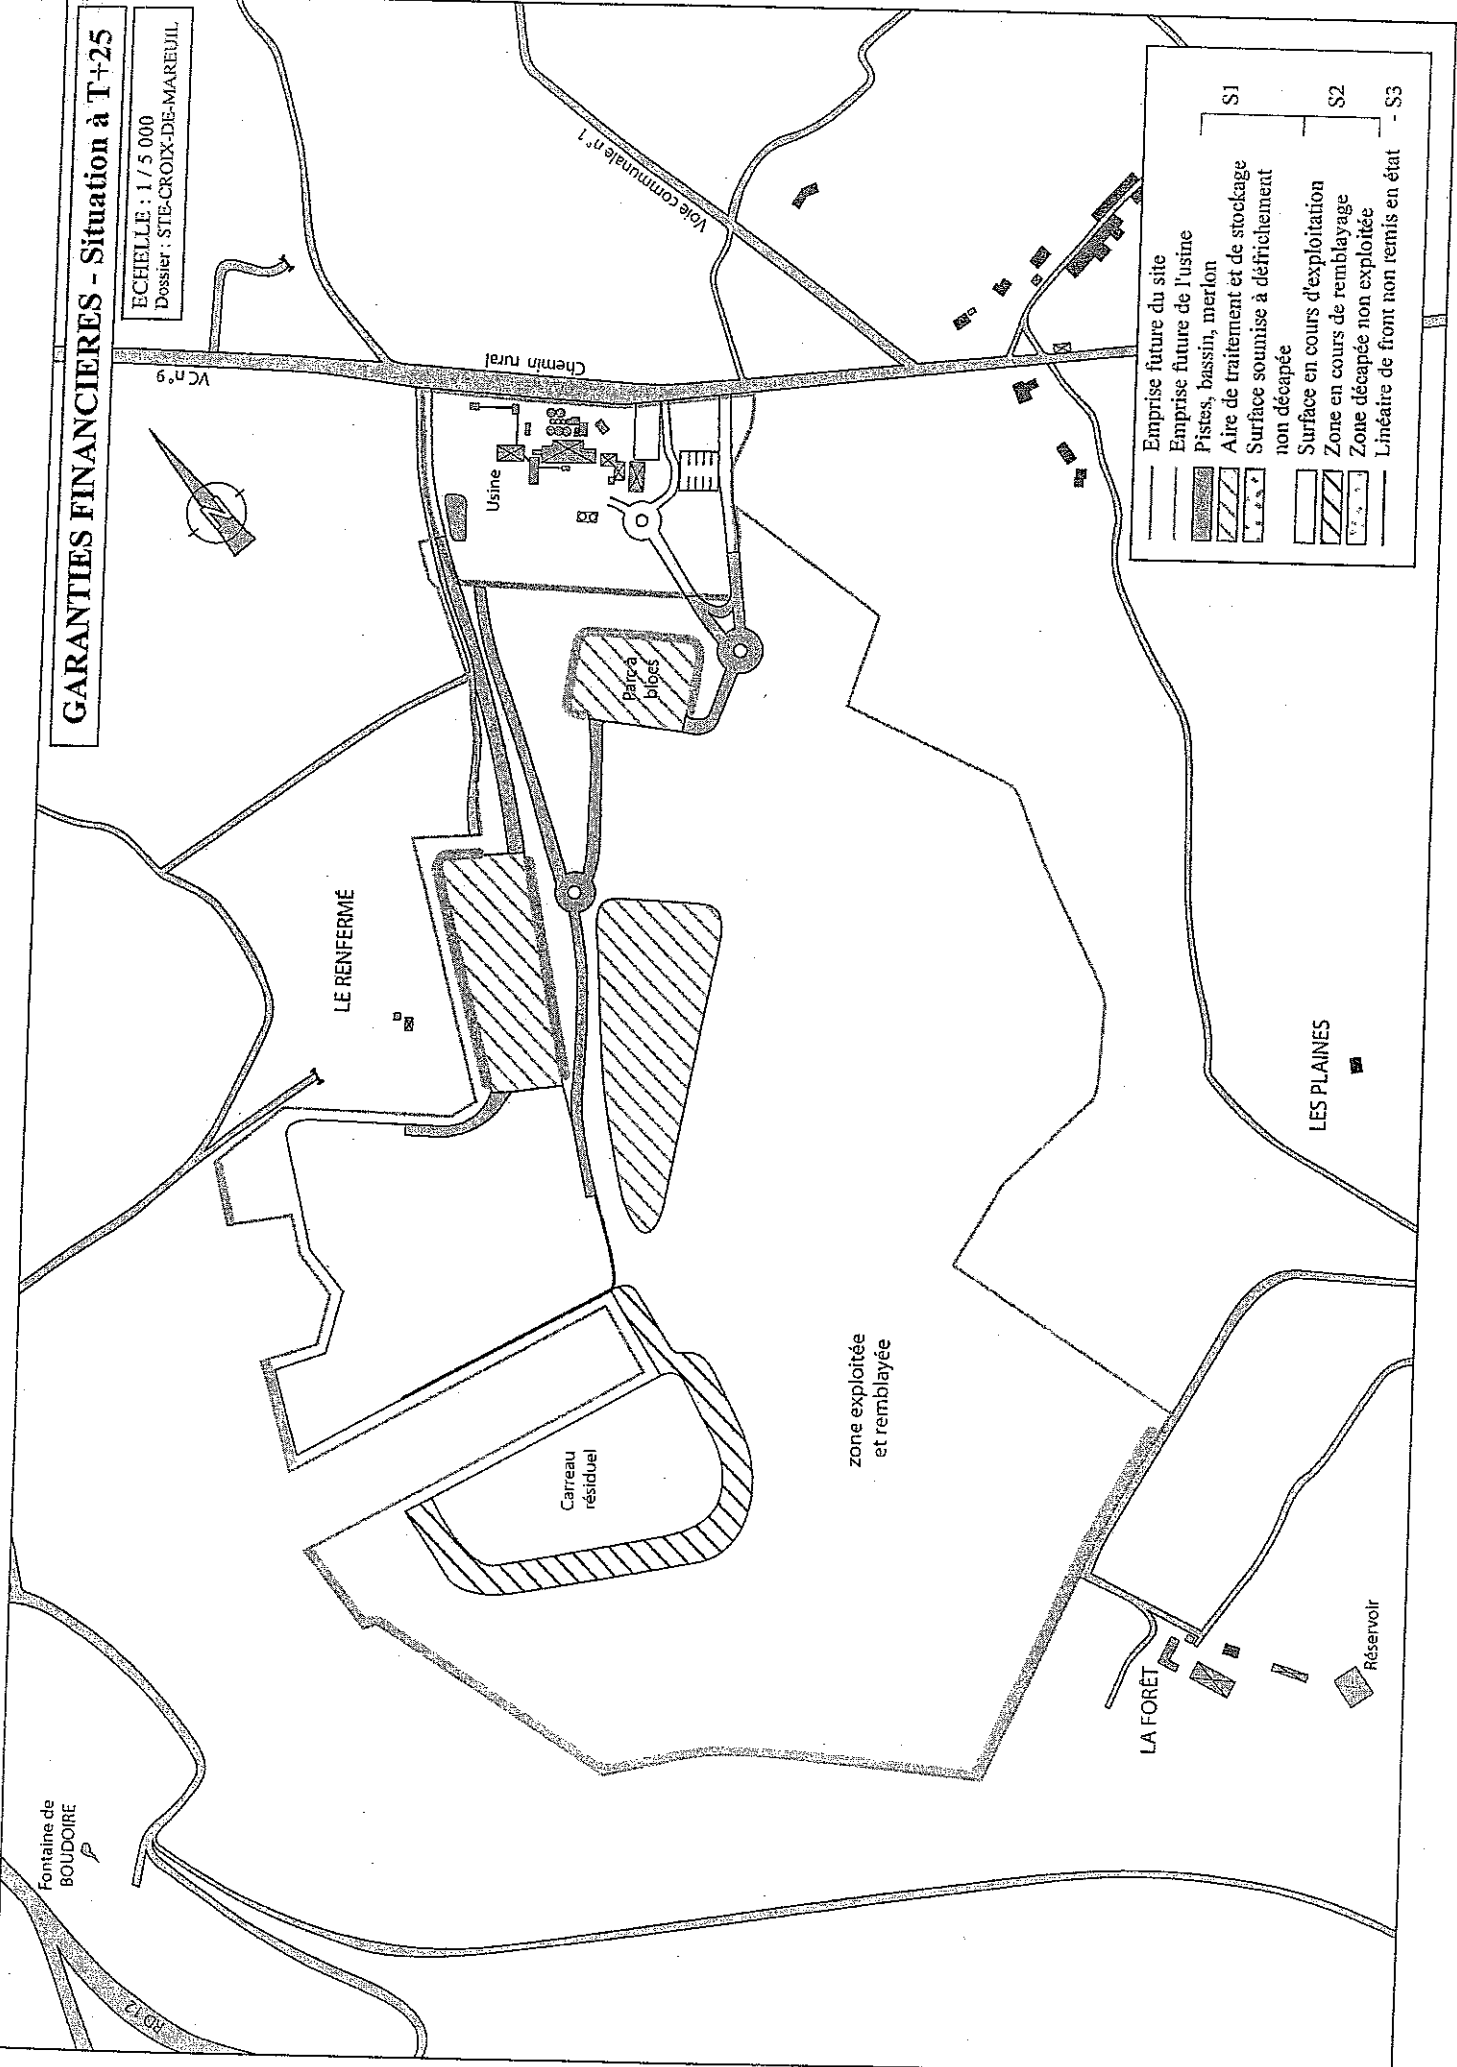 GARANTIES FINANCIERES - Situation à T+25
ECHELLE : 1 / 5 000
Dossier : STE-CROIX-DE-MAREUIL
VC n° 9
Chemin rural
Voie communale n° 1
Usine
Parc à
blocs
LE RENFERMÉ
LES PLAINES
zone exploitée
et remblayée
Carreau
résiduel
LA FORÊT
Réservoir
Fontaine de
BOUDOIRE
RD 12
N
Emprise future du site
Emprise future de l'usine
Pistes, bassin, merlon
Aire de traitement et de stockage
Surface soumise à défrichement
non décapée
Surface en cours d'exploitation
Zone en cours de remblayage
Zone décapée non exploitée
Linéaire de front non remis en état
S1
S2
- S3